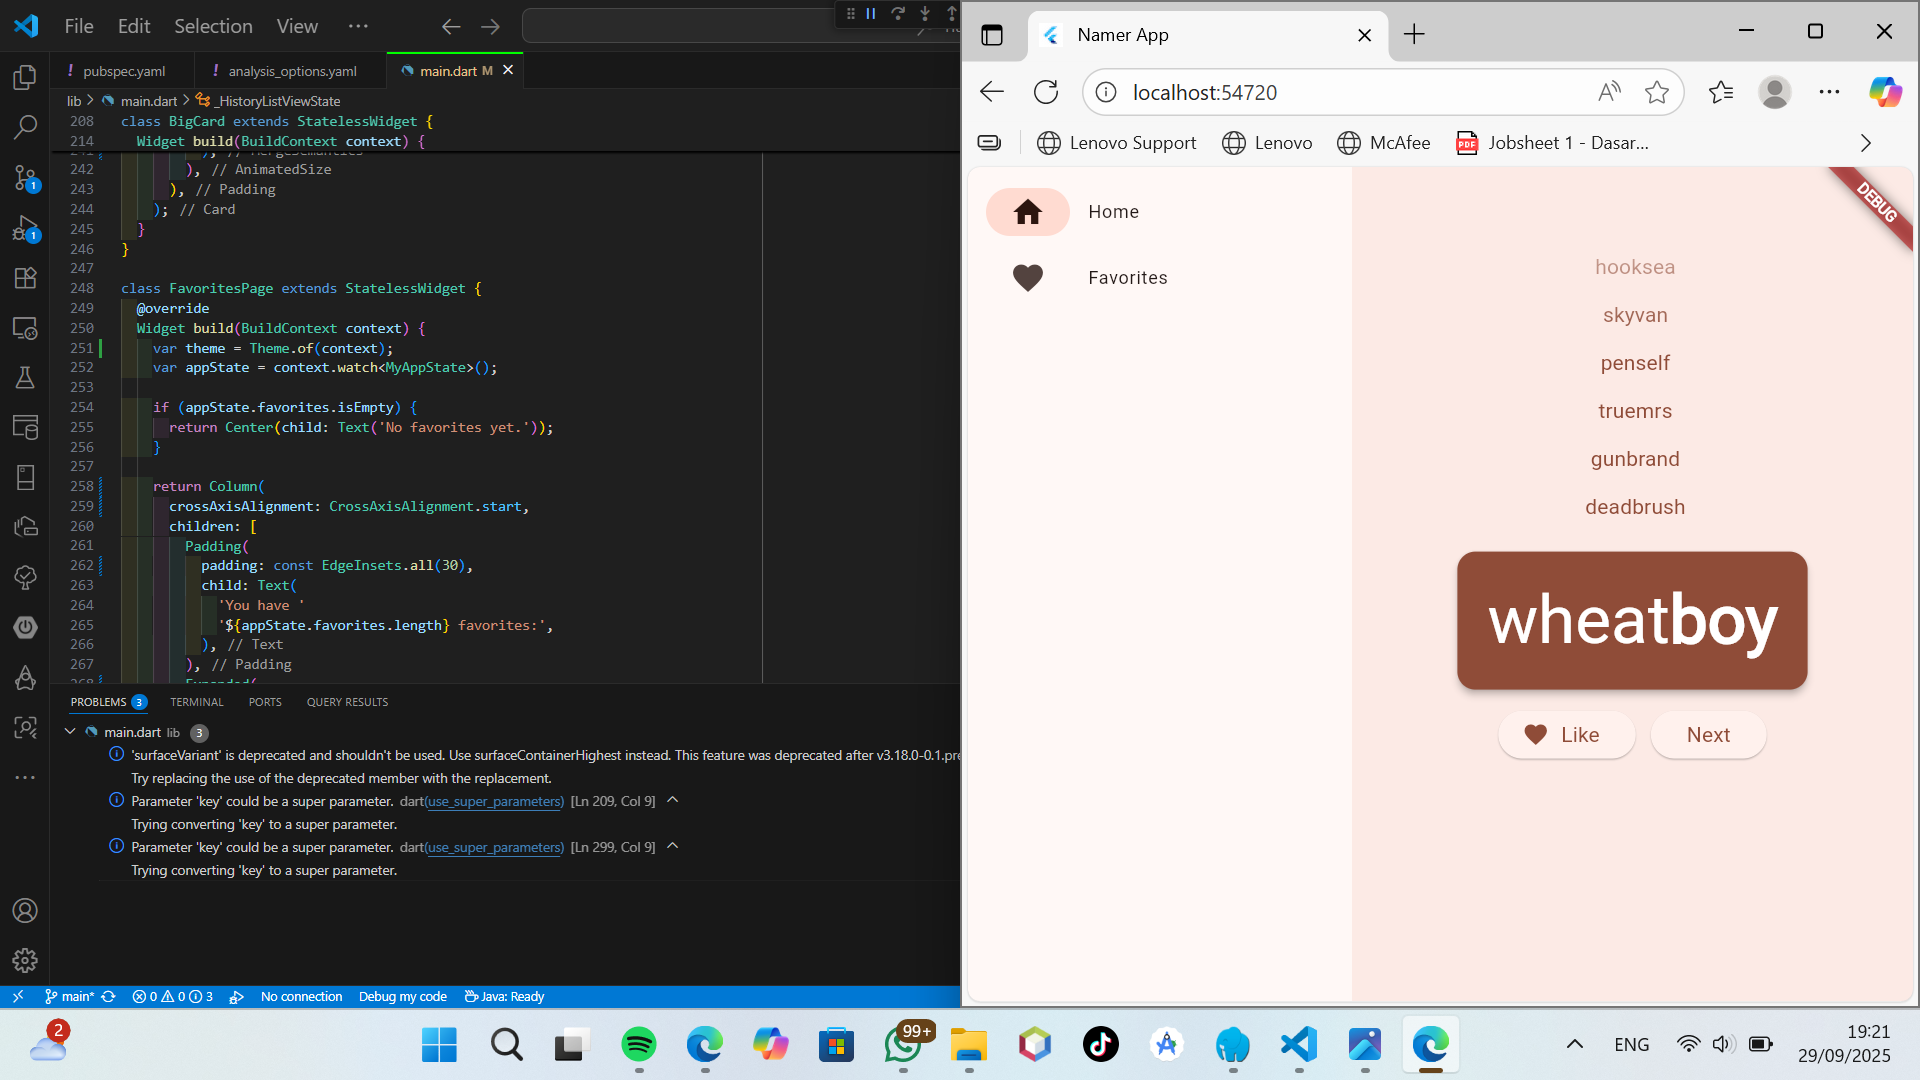 File Edit Selection View ···
pubspec.yaml
analysis_options.yaml
main.dart M
lib > main.dart > _HistoryListViewState
208 class BigCard extends StatelessWidget {
214 Widget build(BuildContext context) {
241 ), // MergeSemantics
242 ), // AnimatedSize
243 ), // Padding
244 ); // Card
245 }
246 }
247
248 class FavoritesPage extends StatelessWidget {
249 @override
250 Widget build(BuildContext context) {
251 var theme = Theme.of(context);
252 var appState = context.watch<MyAppState>();
253
254 if (appState.favorites.isEmpty) {
255 return Center(child: Text('No favorites yet.'));
256 }
257
258 return Column(
259 crossAxisAlignment: CrossAxisAlignment.start,
260 children: [
261 Padding(
262 padding: const EdgeInsets.all(30),
263 child: Text(
264 'You have '
265 '${appState.favorites.length} favorites:',
266 ), // Text
267 ), // Padding
268 Expanded(
PROBLEMS 3 TERMINAL PORTS QUERY RESULTS
main.dart lib 3
'surfaceVariant' is deprecated and shouldn't be used. Use surfaceContainerHighest instead. This feature was deprecated after v3.18.0-0.1.pre
Try replacing the use of the deprecated member with the replacement.
Parameter 'key' could be a super parameter. dart(use_super_parameters) [Ln 209, Col 9]
Trying converting 'key' to a super parameter.
Parameter 'key' could be a super parameter. dart(use_super_parameters) [Ln 299, Col 9]
Trying converting 'key' to a super parameter.
1
1
main* 0 0 3 No connection Debug my code Java: Ready
Namer App
localhost:54720
Lenovo Support Lenovo McAfee PDF Jobsheet 1 - Dasar...
Home
Favorites
DEBUG
hooksea
skyvan
penself
truemrs
gunbrand
deadbrush
wheatboy
Like Next
2
99+
ENG
19:21
29/09/2025